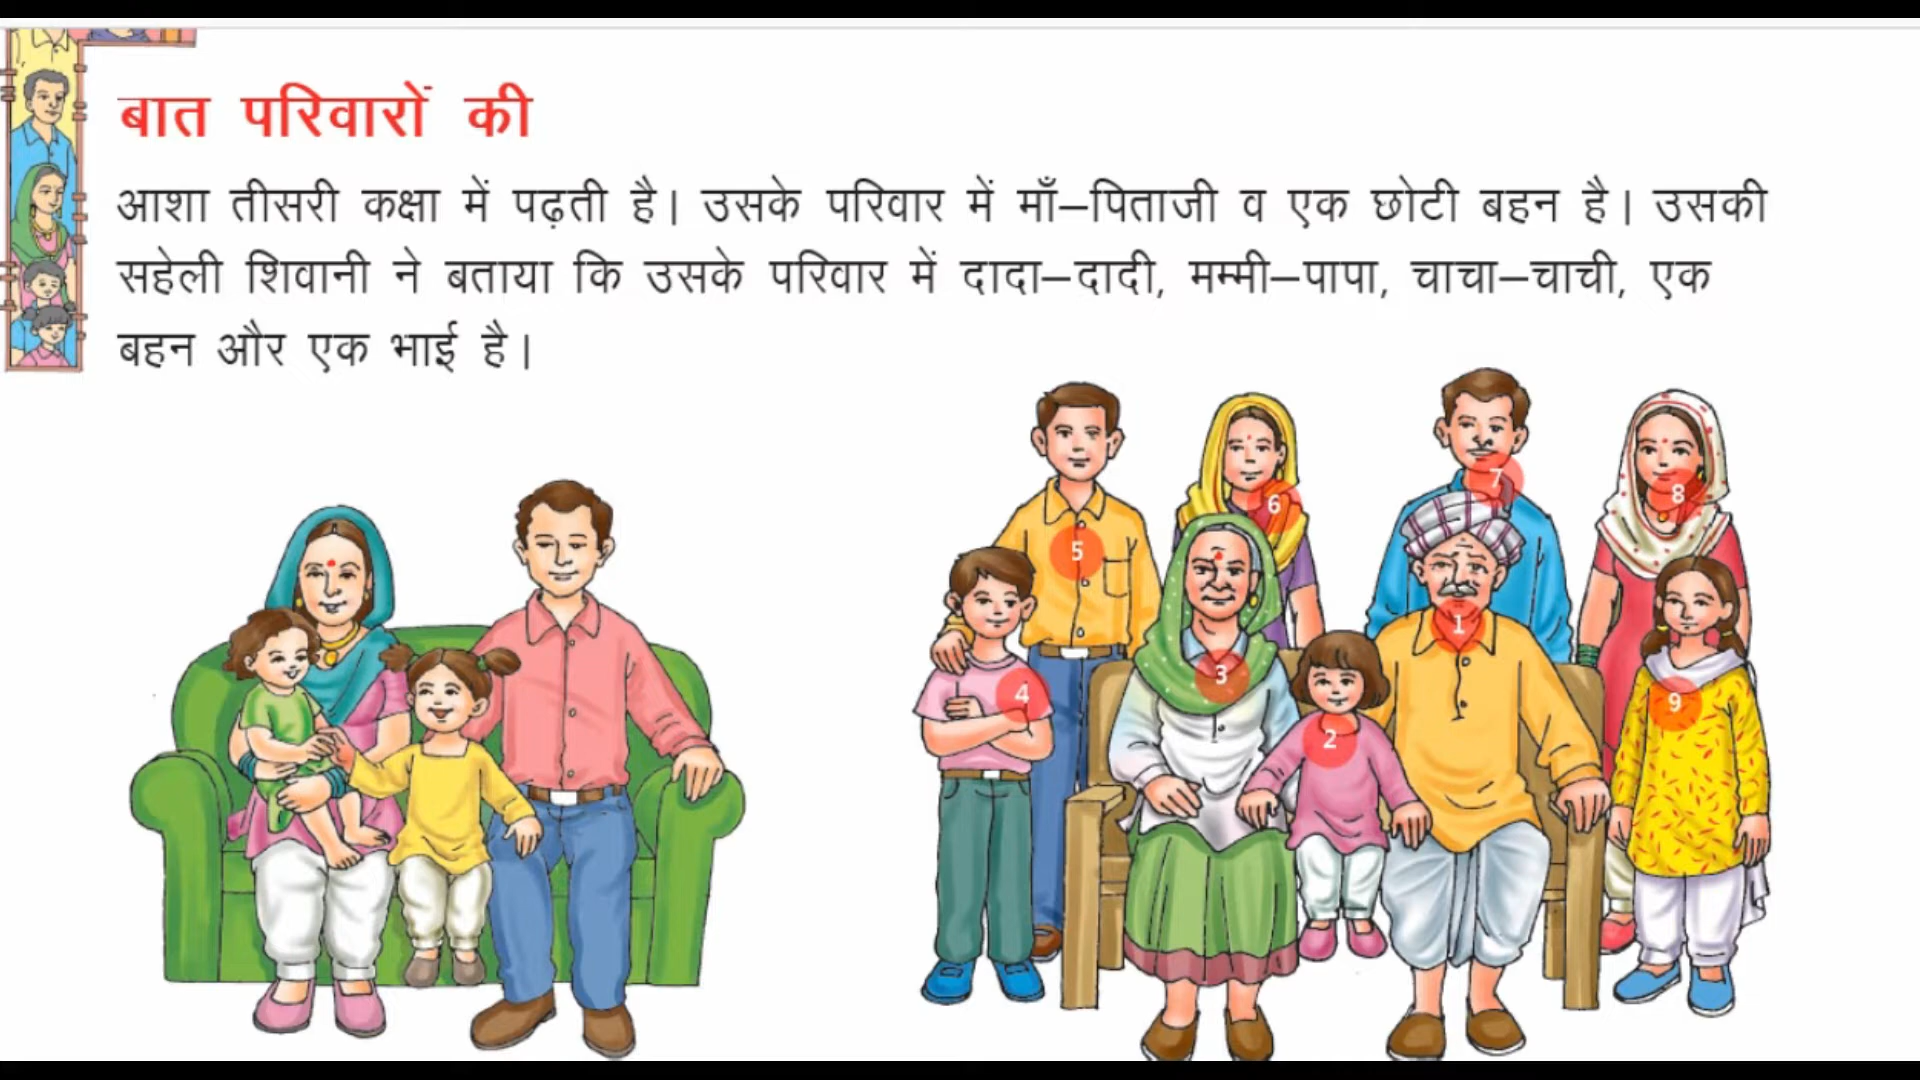 बात परिवारों की
आशा तीसरी कक्षा में पढ़ती है। उसके परिवार में माँ–पिताजी व एक छोटी बहन है। उसकी
सहेली शिवानी ने बताया कि उसके परिवार में दादा–दादी, मम्मी–पापा, चाचा–चाची, एक
बहन और एक भाई है।
7
8
6
5
1
3
4
9
2